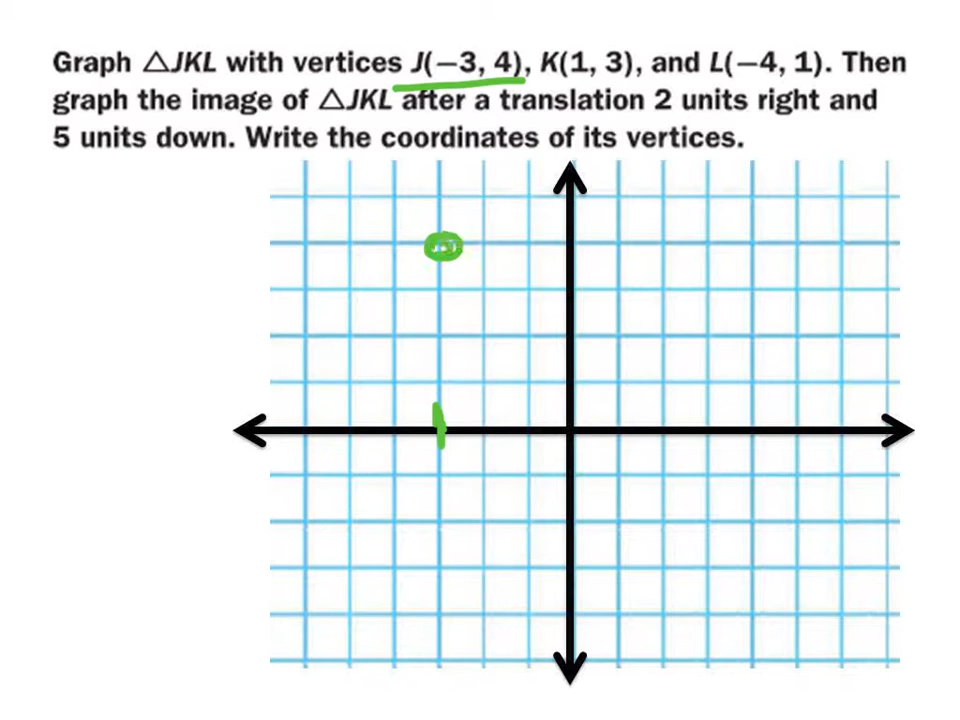 Graph △JKL with vertices J(−3, 4), K(1, 3), and L(−4, 1). Then
graph the image of △JKL after a translation 2 units right and
5 units down. Write the coordinates of its vertices.